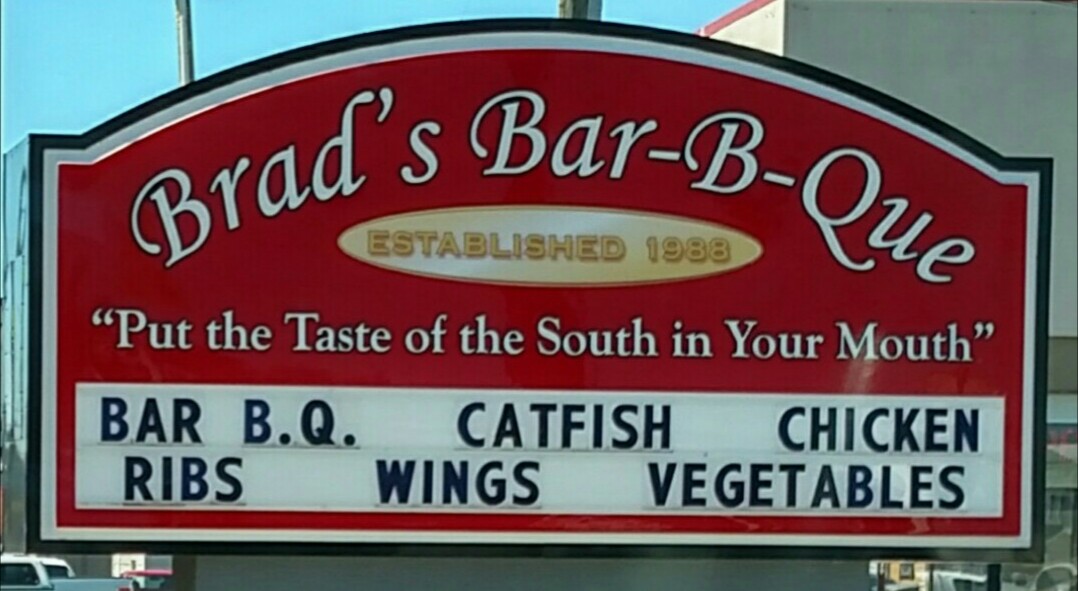 Brad's Bar-B-Que
ESTABLISHED 1988
"Put the Taste of the South in Your Mouth"
BAR B.Q. CATFISH CHICKEN
RIBS WINGS VEGETABLES